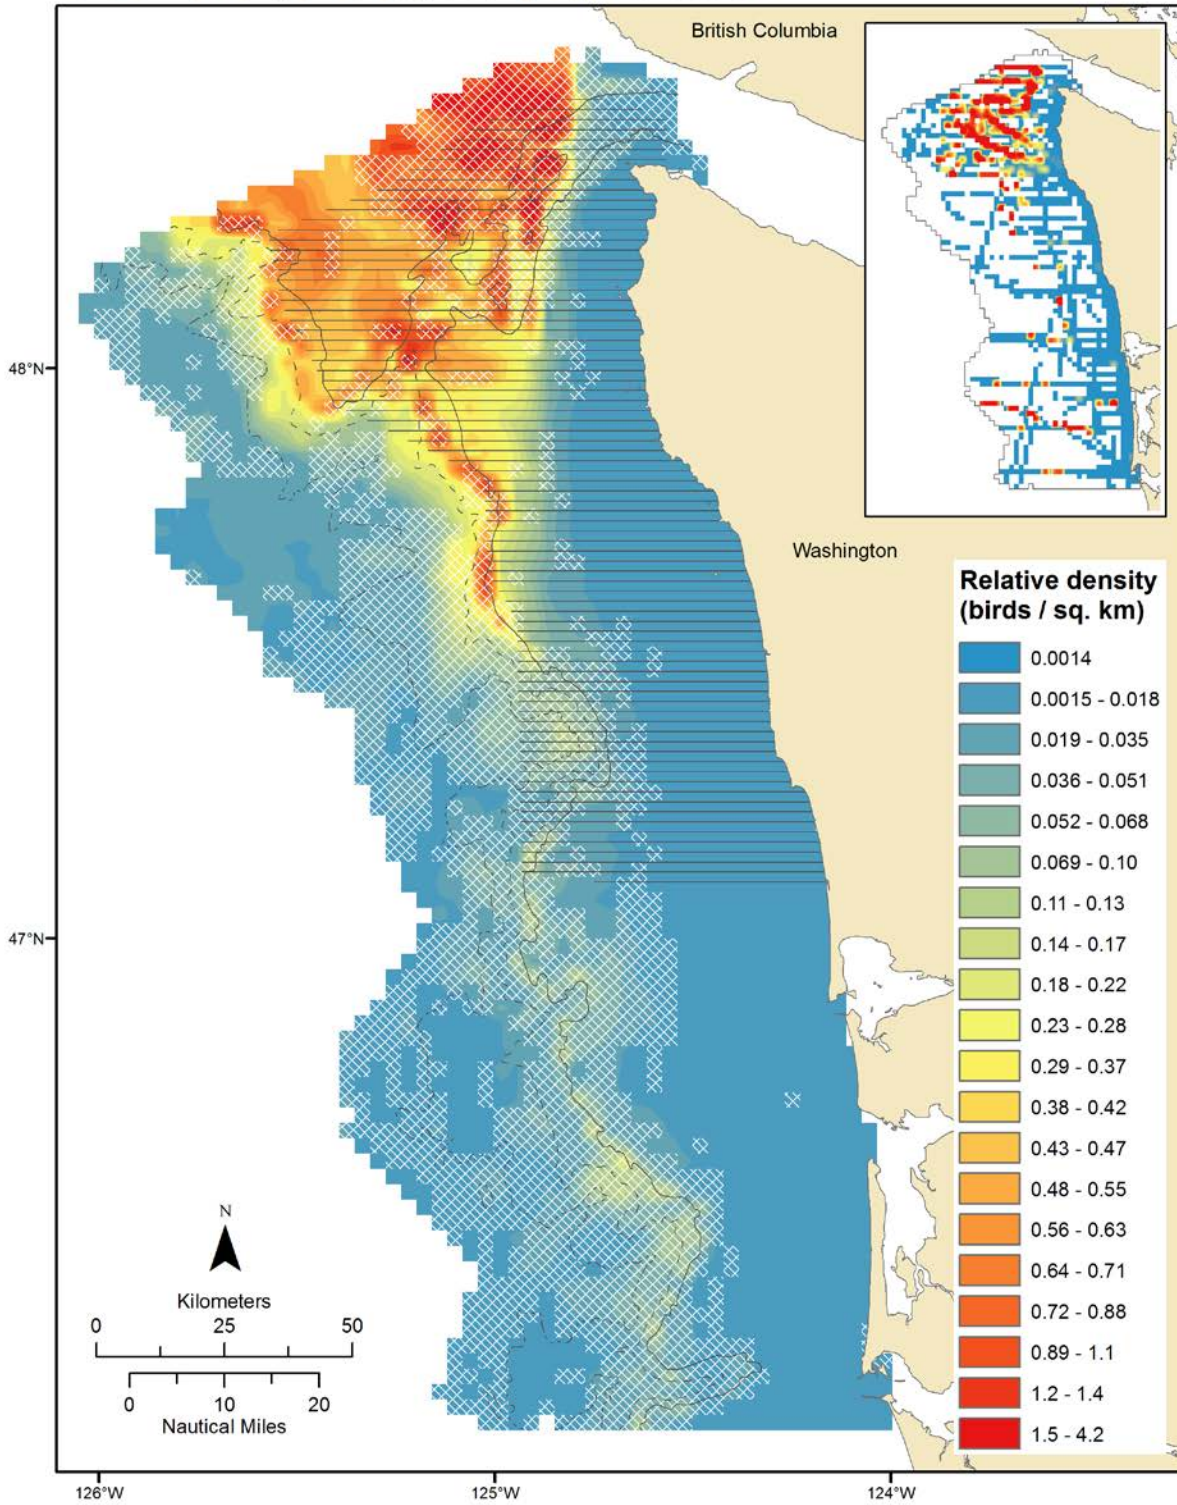 British Columbia
48°N
Washington
Relative density
(birds / sq. km)
0.0014
0.0015 - 0.018
0.019 - 0.035
0.036 - 0.051
0.052 - 0.068
0.069 - 0.10
0.11 - 0.13
0.14 - 0.17
0.18 - 0.22
0.23 - 0.28
0.29 - 0.37
0.38 - 0.42
0.43 - 0.47
0.48 - 0.55
0.56 - 0.63
0.64 - 0.71
0.72 - 0.88
0.89 - 1.1
1.2 - 1.4
1.5 - 4.2
47°N
N
Kilometers
0 25 50
0 10 20
Nautical Miles
126°W 125°W 124°W